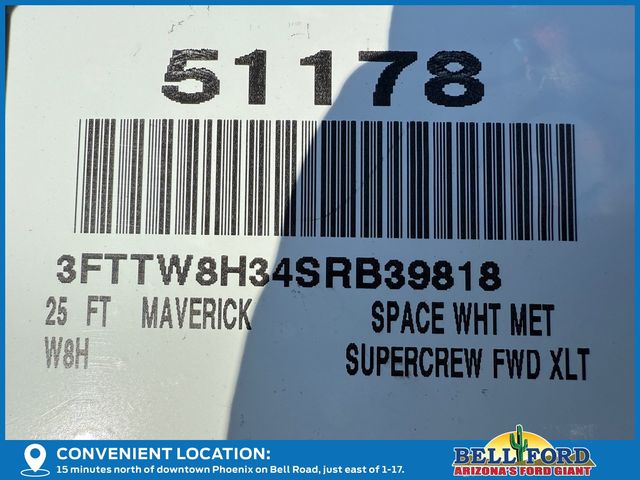 51178
3FTTW8H34SRB39818
25 FT MAVERICK SPACE WHT MET
W8H SUPERCREW FWD XLT
CONVENIENT LOCATION:
15 minutes north of downtown Phoenix on Bell Road, just east of 1-17.
BELL FORD
ARIZONA'S FORD GIANT